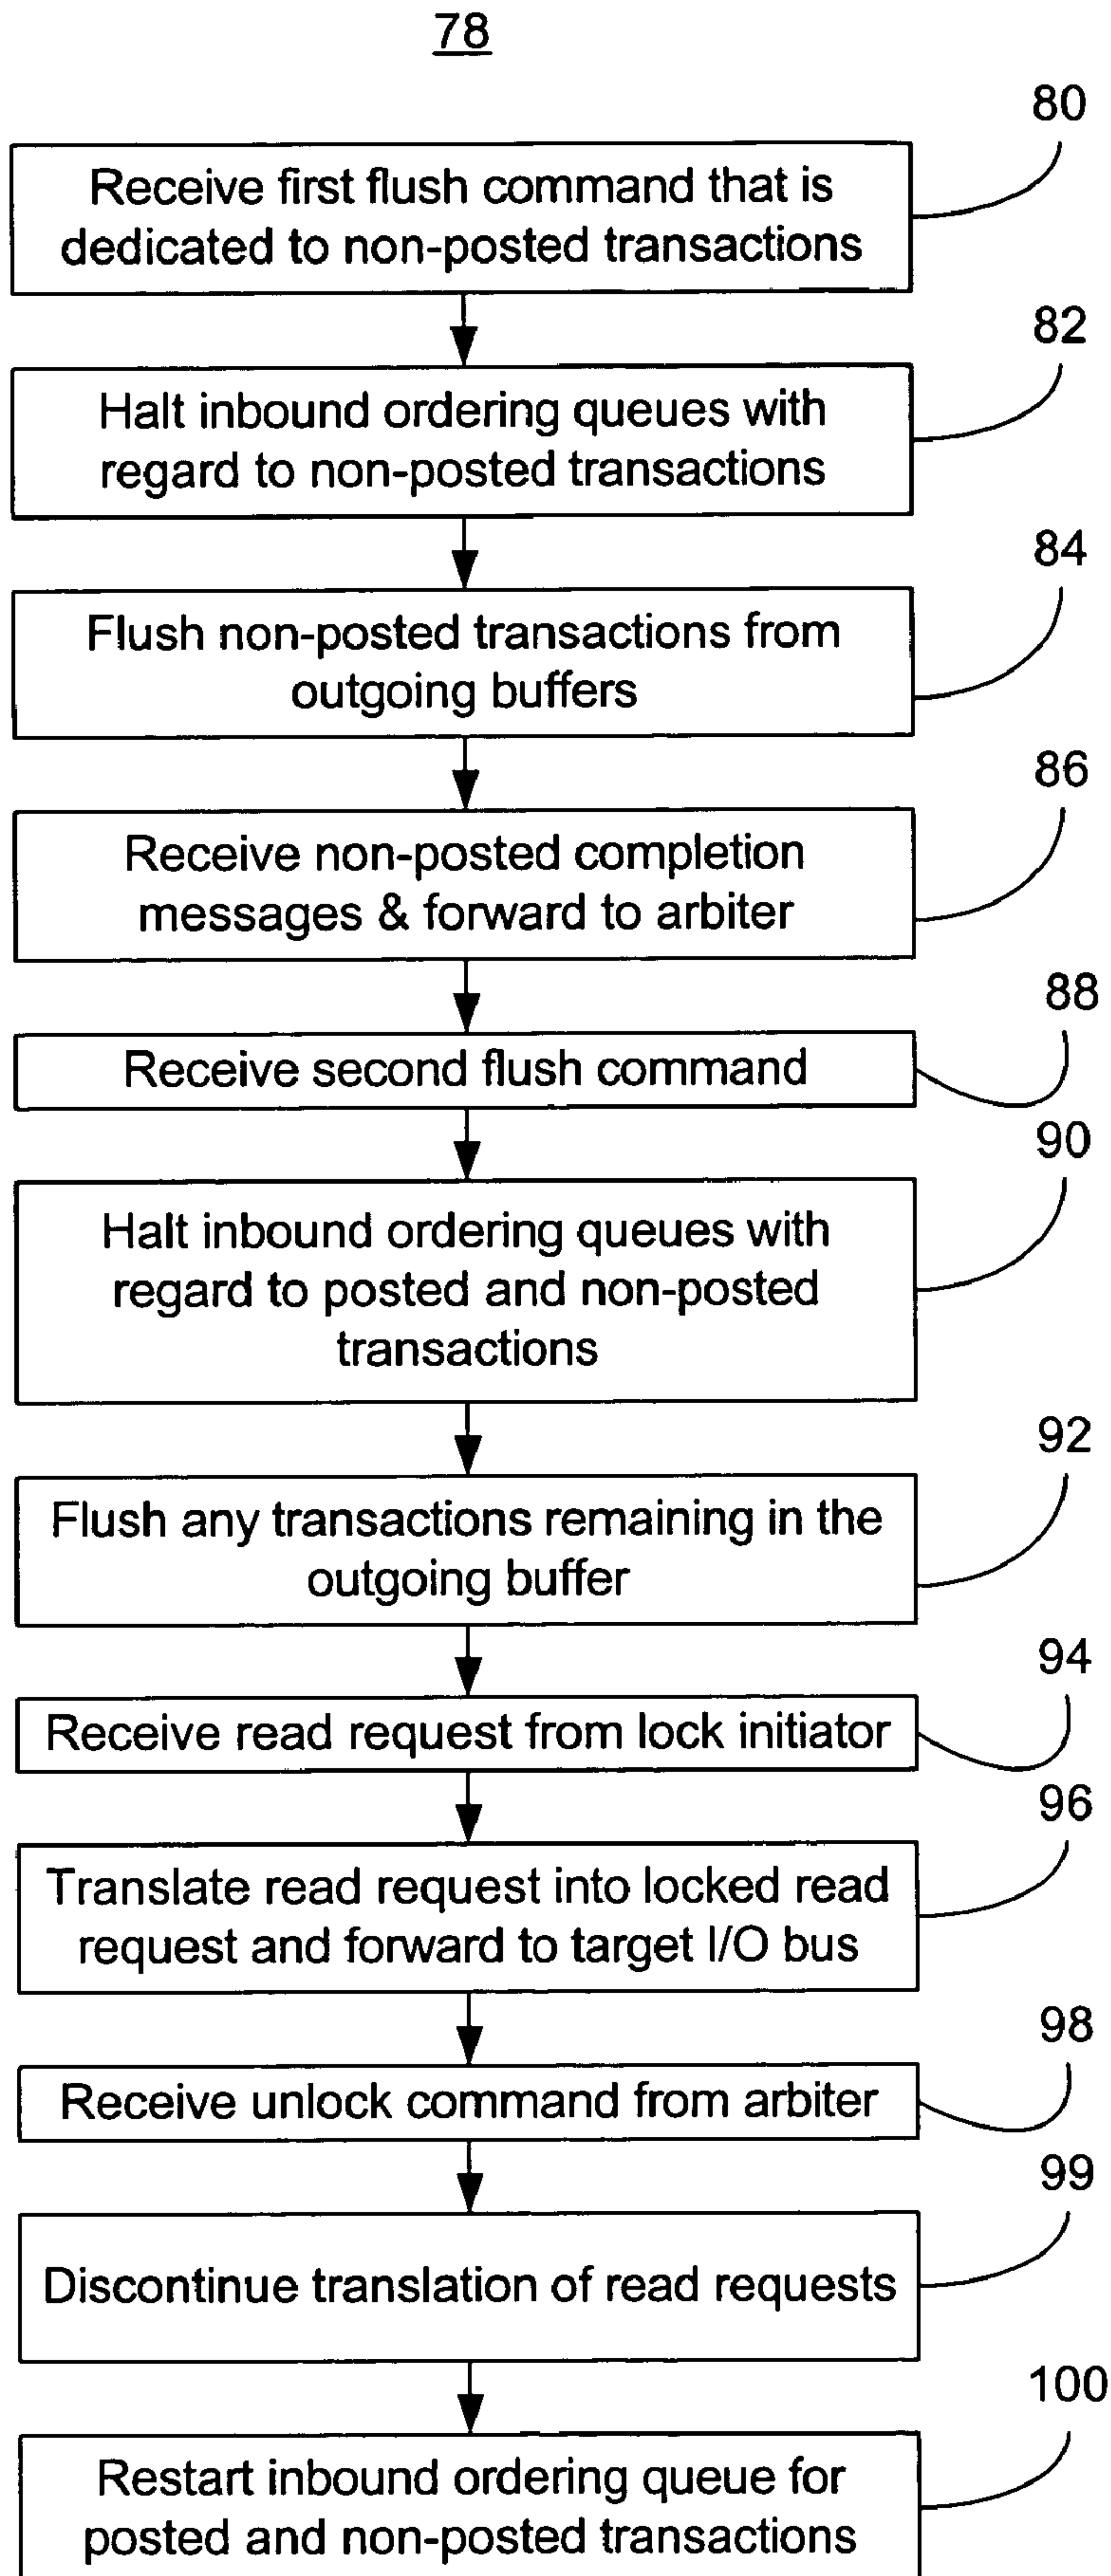 78
80
Receive first flush command that is
dedicated to non-posted transactions
82
Halt inbound ordering queues with
regard to non-posted transactions
84
Flush non-posted transactions from
outgoing buffers
86
Receive non-posted completion
messages & forward to arbiter
88
Receive second flush command
90
Halt inbound ordering queues with
regard to posted and non-posted
transactions
92
Flush any transactions remaining in the
outgoing buffer
94
Receive read request from lock initiator
96
Translate read request into locked read
request and forward to target I/O bus
98
Receive unlock command from arbiter
99
Discontinue translation of read requests
100
Restart inbound ordering queue for
posted and non-posted transactions